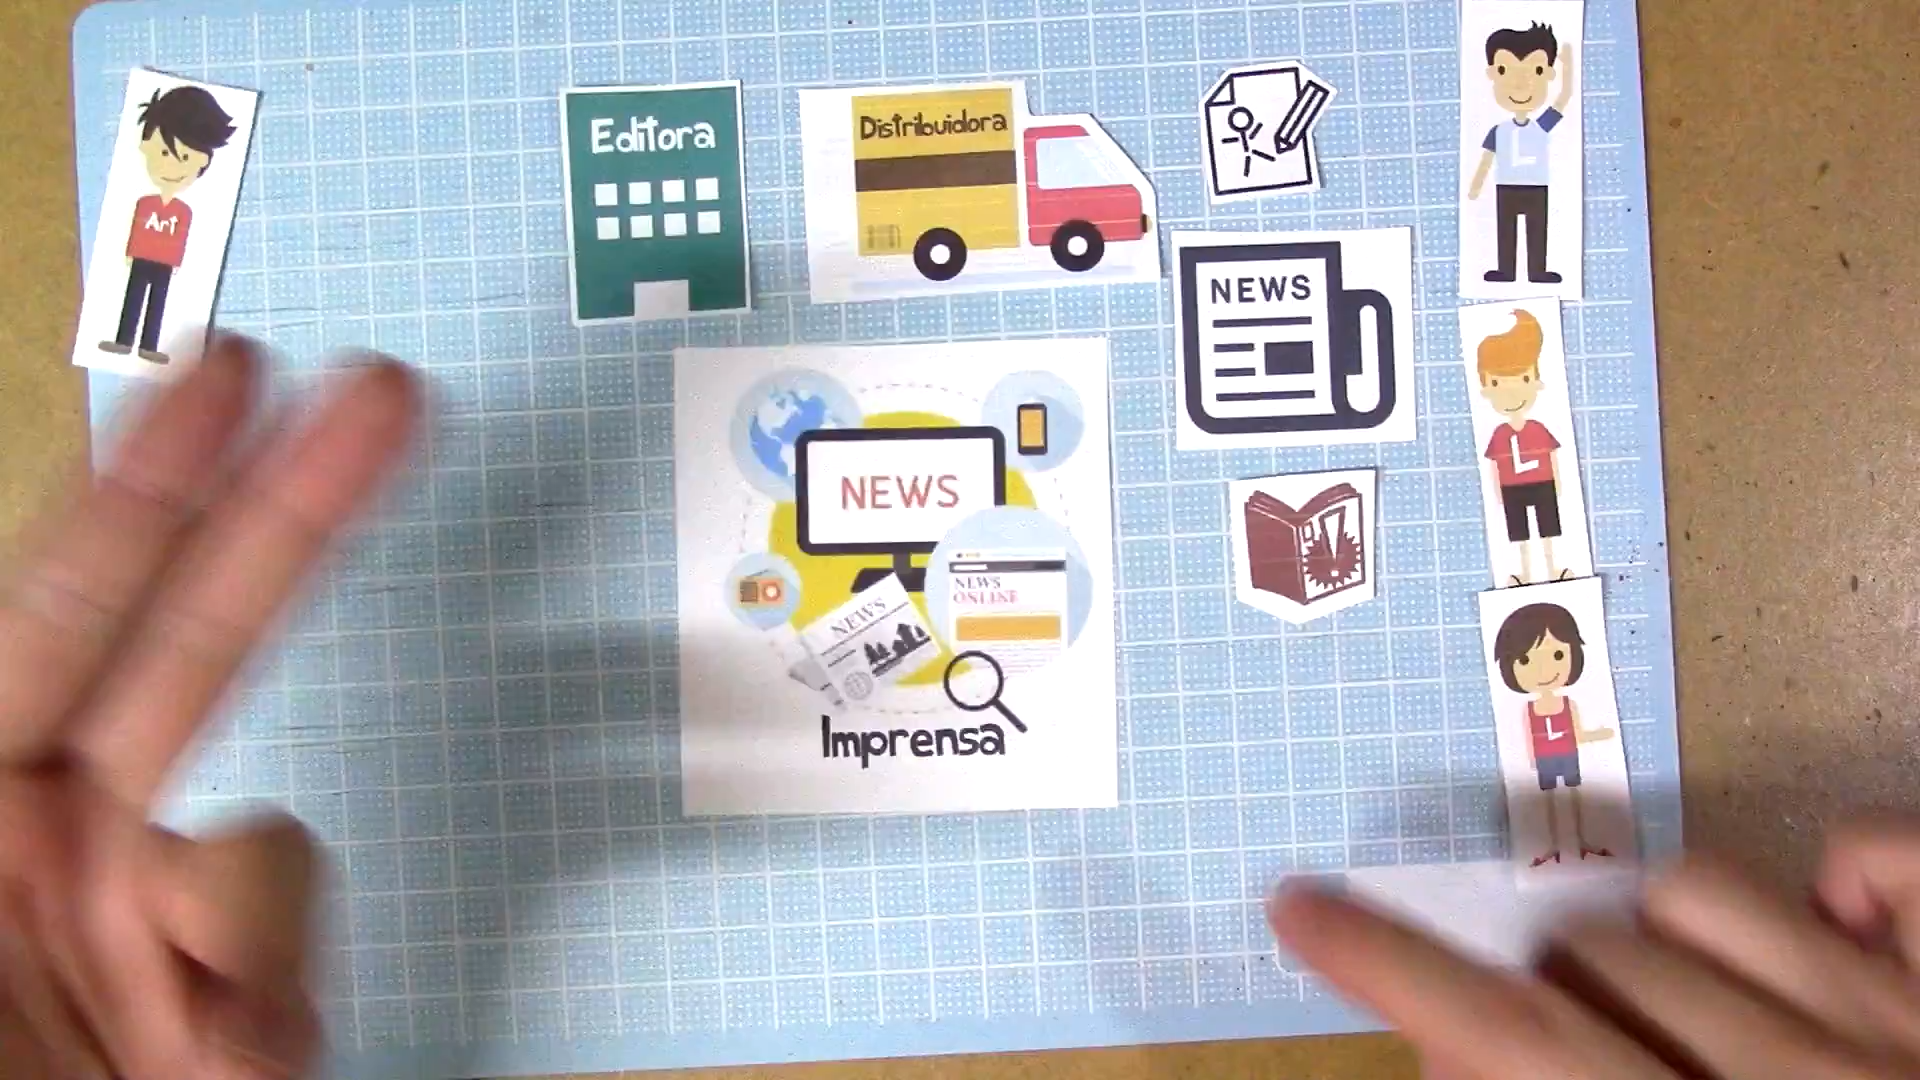 Art
Editora
Distribuidora
L
NEWS
L
NEWS
NEWS
ONLINE
NEWS
Imprensa
L